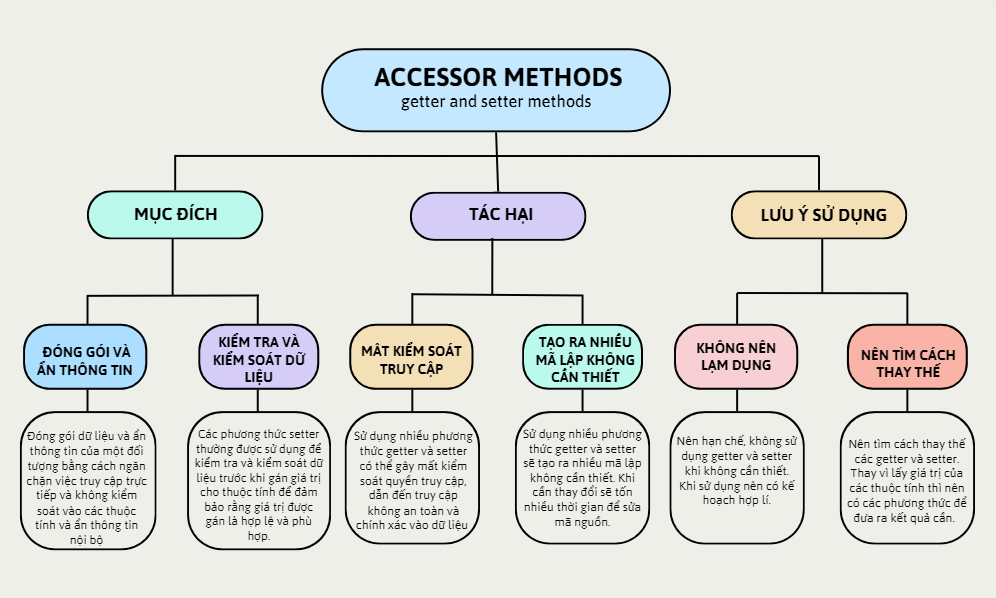 ACCESSOR METHODS
getter and setter methods
MỤC ĐÍCH
TÁC HẠI
LƯU Ý SỬ DỤNG
ĐÓNG GÓI VÀ
ẨN THÔNG TIN
KIỂM TRA VÀ
KIỂM SOÁT DỮ
LIỆU
MẤT KIỂM SOÁT
TRUY CẬP
TẠO RA NHIỀU
MÃ LẬP KHÔNG
CẦN THIẾT
KHÔNG NÊN
LẠM DỤNG
NÊN TÌM CÁCH
THAY THẾ
Đóng gói dữ liệu và ẩn
thông tin của một đối
tượng bằng cách ngăn
chặn việc truy cập trực
tiếp và không kiểm
soát vào các thuộc
tính và ẩn thông tin
nội bộ
Các phương thức setter
thường được sử dụng để
kiểm tra và kiểm soát dữ
liệu trước khi gán giá trị
cho thuộc tính để đảm
bảo rằng giá trị được
gán là hợp lệ và phù
hợp.
Sử dụng nhiều phương
thức getter và setter
có thể gây mất kiểm
soát quyền truy cập,
dẫn đến truy cập
không an toàn và
chính xác vào dữ liệu
Sử dụng nhiều phương
thức getter và setter
sẽ tạo ra nhiều mã lập
không cần thiết. Khi
cần thay đổi sẽ tốn
nhiều thời gian để sửa
mã nguồn.
Nên hạn chế, không sử
dụng getter và setter
khi không cần thiết.
Khi sử dụng nên có kế
hoạch hợp lí.
Nên tìm cách thay thế
các getter và setter.
Thay vì lấy giá trị của
các thuộc tính thì nên
có các phương thức để
đưa ra kết quả cần.